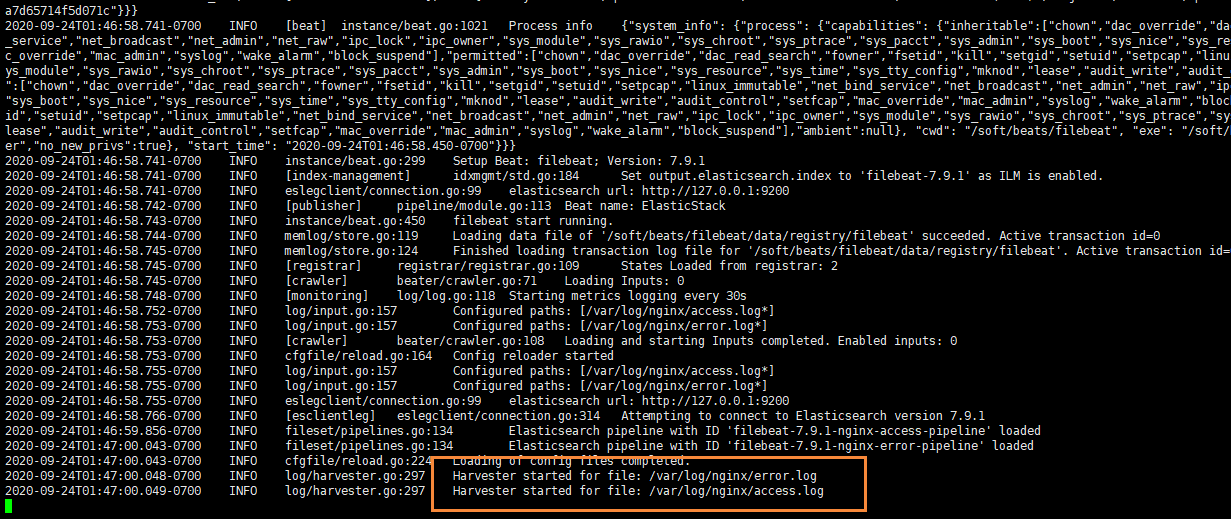 a7d65714f5d071c"}}}
2020-09-24T01:46:58.741-0700 INFO [beat] instance/beat.go:1021 Process info {"system_info": {"process": {"capabilities": {"inheritable":["chown","dac_override","da
_service","net_broadcast","net_admin","net_raw","ipc_lock","ipc_owner","sys_module","sys_rawio","sys_chroot","sys_ptrace","sys_pacct","sys_admin","sys_boot","sys_nice","sys_re
c_override","mac_admin","syslog","wake_alarm","block_suspend"],"permitted":["chown","dac_override","dac_read_search","fowner","fsetid","kill","setgid","setuid","setpcap","linu
ys_module","sys_rawio","sys_chroot","sys_ptrace","sys_pacct","sys_admin","sys_boot","sys_nice","sys_resource","sys_time","sys_tty_config","mknod","lease","audit_write","audit_
":["chown","dac_override","dac_read_search","fowner","fsetid","kill","setgid","setuid","setpcap","linux_immutable","net_bind_service","net_broadcast","net_admin","net_raw","ip
"sys_boot","sys_nice","sys_resource","sys_time","sys_tty_config","mknod","lease","audit_write","audit_control","setfcap","mac_override","mac_admin","syslog","wake_alarm","bloc
id","setuid","setpcap","linux_immutable","net_bind_service","net_broadcast","net_admin","net_raw","ipc_lock","ipc_owner","sys_module","sys_rawio","sys_chroot","sys_ptrace","sy
lease","audit_write","audit_control","setfcap","mac_override","mac_admin","syslog","wake_alarm","block_suspend"],"ambient":null}, "cwd": "/soft/beats/filebeat", "exe": "/soft/
er","no_new_privs":true}, "start_time": "2020-09-24T01:46:58.450-0700"}}}
2020-09-24T01:46:58.741-0700 INFO instance/beat.go:299 Setup Beat: filebeat; Version: 7.9.1
2020-09-24T01:46:58.741-0700 INFO [index-management] idxmgmt/std.go:184 Set output.elasticsearch.index to 'filebeat-7.9.1' as ILM is enabled.
2020-09-24T01:46:58.741-0700 INFO eslegclient/connection.go:99 elasticsearch url: http://127.0.0.1:9200
2020-09-24T01:46:58.742-0700 INFO [publisher] pipeline/module.go:113 Beat name: ElasticStack
2020-09-24T01:46:58.743-0700 INFO instance/beat.go:450 filebeat start running.
2020-09-24T01:46:58.744-0700 INFO memlog/store.go:119 Loading data file of '/soft/beats/filebeat/data/registry/filebeat' succeeded. Active transaction id=0
2020-09-24T01:46:58.745-0700 INFO memlog/store.go:124 Finished loading transaction log file for '/soft/beats/filebeat/data/registry/filebeat'. Active transaction id=
2020-09-24T01:46:58.745-0700 INFO [registrar] registrar/registrar.go:109 States Loaded from registrar: 2
2020-09-24T01:46:58.745-0700 INFO [crawler] beater/crawler.go:71 Loading Inputs: 0
2020-09-24T01:46:58.748-0700 INFO [monitoring] log/log.go:118 Starting metrics logging every 30s
2020-09-24T01:46:58.752-0700 INFO log/input.go:157 Configured paths: [/var/log/nginx/access.log*]
2020-09-24T01:46:58.753-0700 INFO log/input.go:157 Configured paths: [/var/log/nginx/error.log*]
2020-09-24T01:46:58.753-0700 INFO [crawler] beater/crawler.go:108 Loading and starting Inputs completed. Enabled inputs: 0
2020-09-24T01:46:58.753-0700 INFO cfgfile/reload.go:164 Config reloader started
2020-09-24T01:46:58.755-0700 INFO log/input.go:157 Configured paths: [/var/log/nginx/access.log*]
2020-09-24T01:46:58.755-0700 INFO log/input.go:157 Configured paths: [/var/log/nginx/error.log*]
2020-09-24T01:46:58.755-0700 INFO eslegclient/connection.go:99 elasticsearch url: http://127.0.0.1:9200
2020-09-24T01:46:58.766-0700 INFO [esclientleg] eslegclient/connection.go:314 Attempting to connect to Elasticsearch version 7.9.1
2020-09-24T01:46:59.856-0700 INFO fileset/pipelines.go:134 Elasticsearch pipeline with ID 'filebeat-7.9.1-nginx-access-pipeline' loaded
2020-09-24T01:47:00.043-0700 INFO fileset/pipelines.go:134 Elasticsearch pipeline with ID 'filebeat-7.9.1-nginx-error-pipeline' loaded
2020-09-24T01:47:00.043-0700 INFO cfgfile/reload.go:224 Loading of config files completed.
2020-09-24T01:47:00.048-0700 INFO log/harvester.go:297 Harvester started for file: /var/log/nginx/error.log
2020-09-24T01:47:00.049-0700 INFO log/harvester.go:297 Harvester started for file: /var/log/nginx/access.log